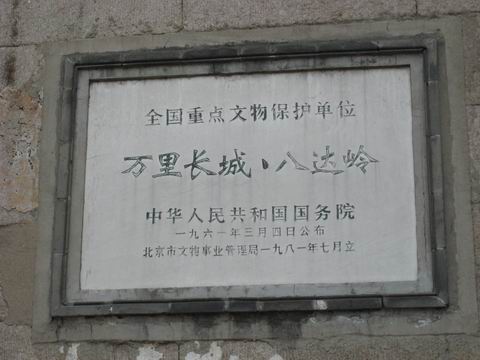 全国重点文物保护单位
万里长城、八达岭
中华人民共和国国务院
一九六一年三月四日公布
北京市文物事业管理局一九八一年七月立